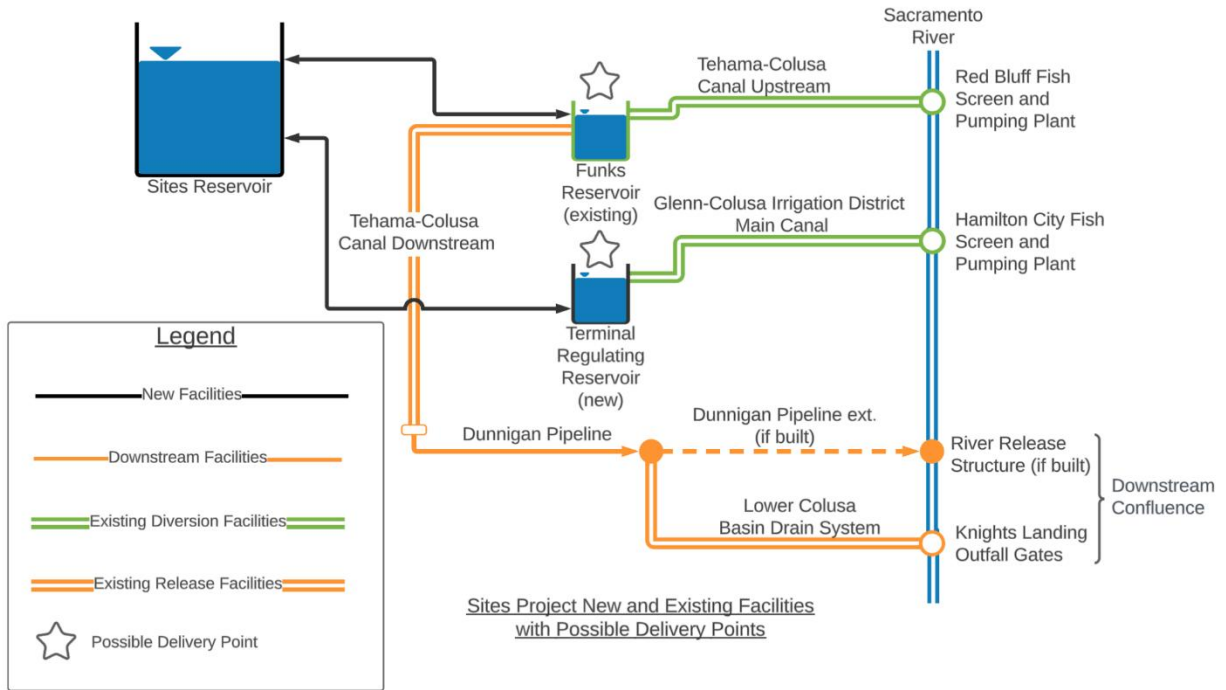 Sacramento
River
Tehama-Colusa
Canal Upstream
Red Bluff Fish
Screen and
Pumping Plant
Sites Reservoir
Funks
Reservoir
(existing)
Tehama-Colusa
Canal Downstream
Glenn-Colusa Irrigation District
Main Canal
Hamilton City Fish
Screen and
Pumping Plant
Terminal
Regulating
Reservoir
(new)
Legend
New Facilities
Downstream Facilities
Existing Diversion Facilities
Existing Release Facilities
Possible Delivery Point
Dunnigan Pipeline
Dunnigan Pipeline ext.
(if built)
River Release
Structure (if built)
Downstream
Confluence
Lower Colusa
Basin Drain System
Knights Landing
Outfall Gates
Sites Project New and Existing Facilities
with Possible Delivery Points